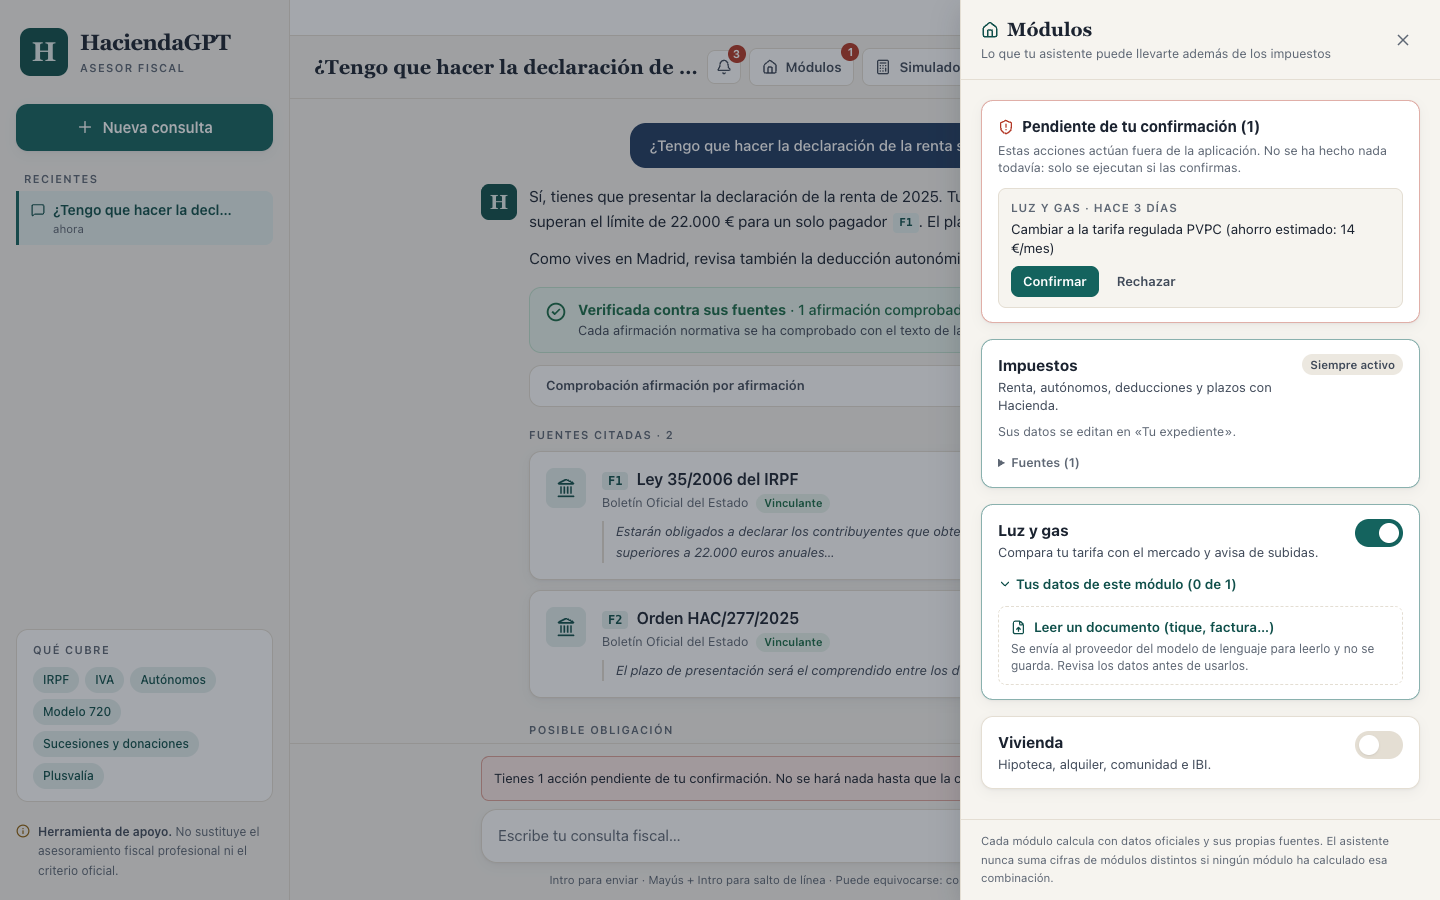 H
HaciendaGPT
ASESOR FISCAL
Nueva consulta
RECIENTES
¿Tengo que hacer la decl...
ahora
QUÉ CUBRE
IRPF
IVA
Autónomos
Modelo 720
Sucesiones y donaciones
Plusvalía
Herramienta de apoyo. No sustituye el
asesoramiento fiscal profesional ni el
criterio oficial.
¿Tengo que hacer la declaración de ...
3
Módulos
1
Simulado
¿Tengo que hacer la declaración de la renta s
H
Sí, tienes que presentar la declaración de la renta de 2025. Tu
superan el límite de 22.000 € para un solo pagador F1. El pla
Como vives en Madrid, revisa también la deducción autonómi
Verificada contra sus fuentes · 1 afirmación comprobad
Cada afirmación normativa se ha comprobado con el texto de la
Comprobación afirmación por afirmación
FUENTES CITADAS · 2
F1 Ley 35/2006 del IRPF
Boletín Oficial del Estado Vinculante
Estarán obligados a declarar los contribuyentes que obte
superiores a 22.000 euros anuales...
F2 Orden HAC/277/2025
Boletín Oficial del Estado Vinculante
El plazo de presentación será el comprendido entre los d
POSIBLE OBLIGACIÓN
Tienes 1 acción pendiente de tu confirmación. No se hará nada hasta que la c
Escribe tu consulta fiscal...
Intro para enviar · Mayús + Intro para salto de línea · Puede equivocarse: co
Módulos
Lo que tu asistente puede llevarte además de los impuestos
Pendiente de tu confirmación (1)
Estas acciones actúan fuera de la aplicación. No se ha hecho nada
todavía: solo se ejecutan si las confirmas.
LUZ Y GAS · HACE 3 DÍAS
Cambiar a la tarifa regulada PVPC (ahorro estimado: 14
€/mes)
Confirmar
Rechazar
Impuestos
Siempre activo
Renta, autónomos, deducciones y plazos con
Hacienda.
Sus datos se editan en «Tu expediente».
Fuentes (1)
Luz y gas
Compara tu tarifa con el mercado y avisa de subidas.
Tus datos de este módulo (0 de 1)
Leer un documento (tique, factura...)
Se envía al proveedor del modelo de lenguaje para leerlo y no se
guarda. Revisa los datos antes de usarlos.
Vivienda
Hipoteca, alquiler, comunidad e IBI.
Cada módulo calcula con datos oficiales y sus propias fuentes. El asistente
nunca suma cifras de módulos distintos si ningún módulo ha calculado esa
combinación.